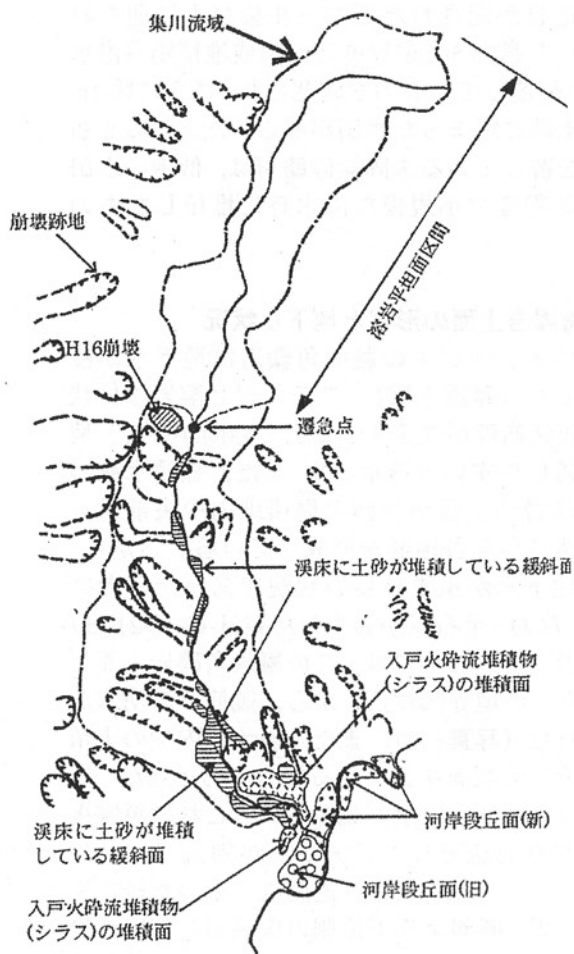 集川流域
崩壊跡地
溶岩平坦面区間
H16崩壊
遷急点
渓床に土砂が堆積している緩斜面
入戸火砕流堆積物
(シラス)の堆積面
渓床に土砂が堆積
している緩斜面
河岸段丘面(新)
河岸段丘面(旧)
入戸火砕流堆積物
(シラス)の堆積面